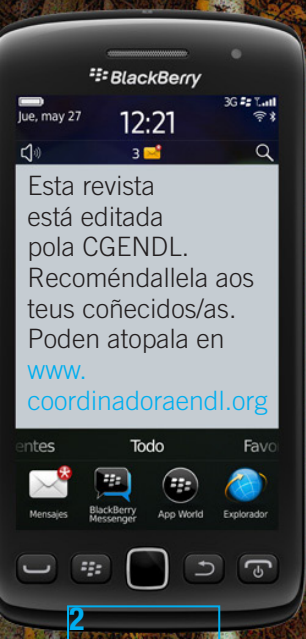 BlackBerry
3G
Jue, may 27
12:21
3
Esta revista
está editada
pola CGENDL.
Recoméndallela aos
teus coñecidos/as.
Poden atopala en
www.
coordinadoraendl.org
entes Todo Favo
Mensajes BlackBerry Messenger App World Explorador
2